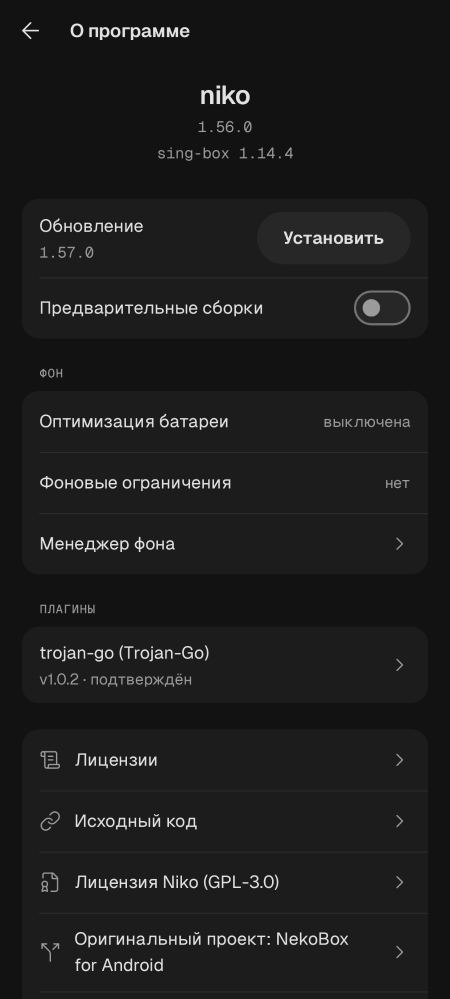 О программе
niko
1.56.0
sing-box 1.14.4
Обновление
1.57.0
Установить
Предварительные сборки
ФОН
Оптимизация батареи
выключена
Фоновые ограничения
нет
Менеджер фона
ПЛАГИНЫ
trojan-go (Trojan-Go)
v1.0.2 · подтверждён
Лицензии
Исходный код
Лицензия Niko (GPL-3.0)
Оригинальный проект: NekoBox
for Android